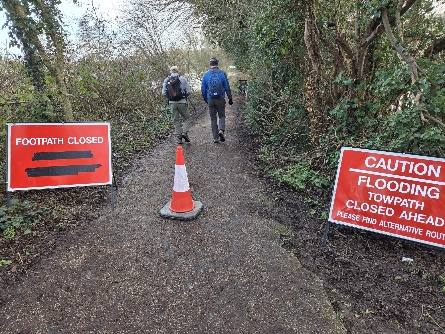 FOOTPATH CLOSED
CAUTION
FLOODING
TOWPATH
CLOSED AHEAD
PLEASE FIND ALTERNATIVE ROUTE